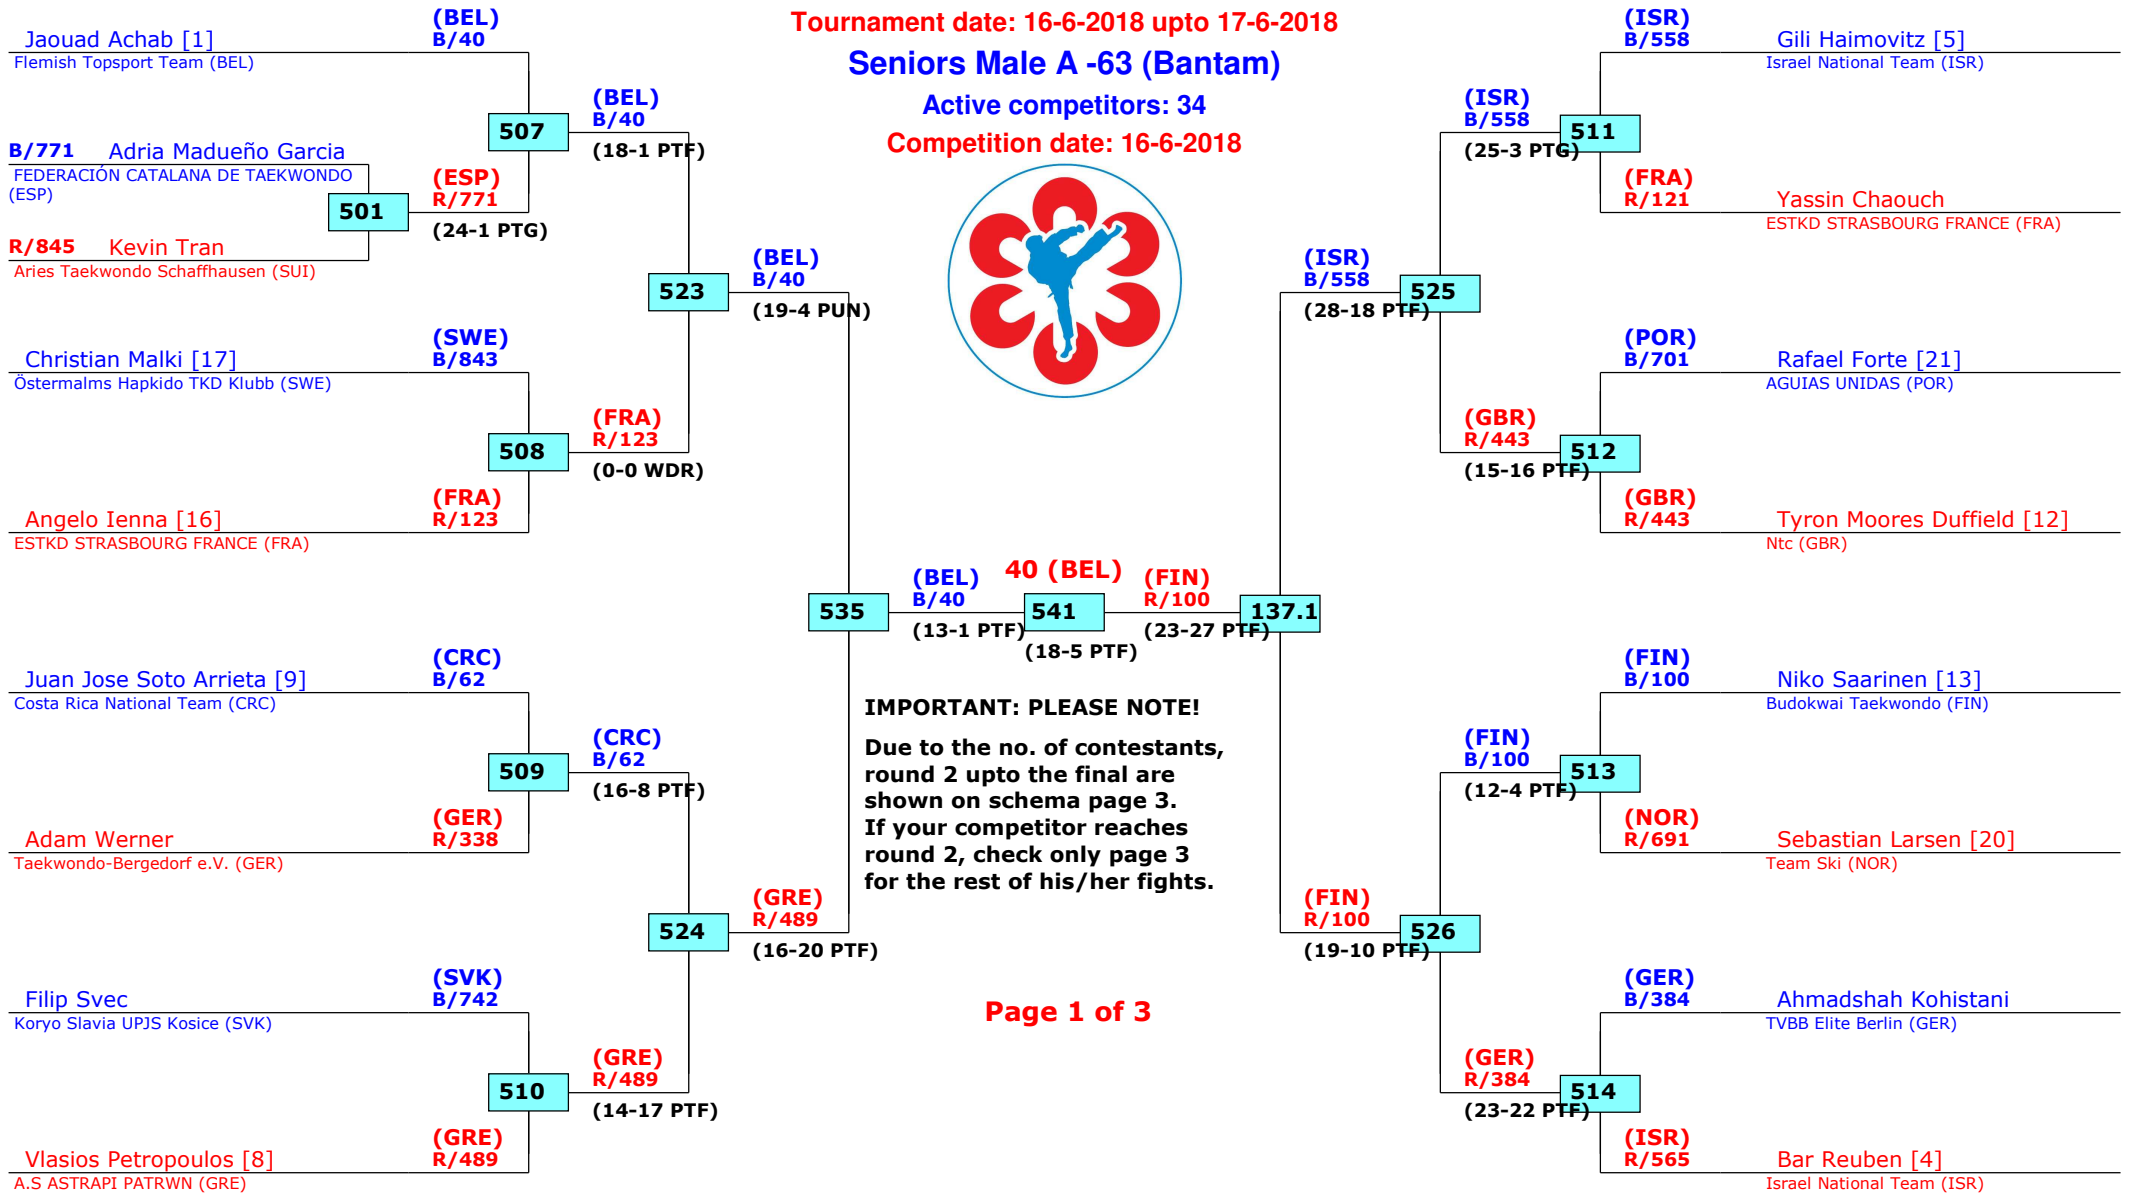 Tournament date: 16-6-2018 upto 17-6-2018
Seniors Male A -63 (Bantam)
Active competitors: 34
Competition date: 16-6-2018
(BEL)
Jaouad Achab [1] B/40
Flemish Topsport Team (BEL)
B/771 Adria Madueño Garcia
FEDERACIÓN CATALANA DE TAEKWONDO
(ESP)
501
R/845 Kevin Tran
Aries Taekwondo Schaffhausen (SUI)
(ESP)
R/771
(24-1 PTG)
507
(BEL)
B/40
(18-1 PTF)
(SWE)
Christian Malki [17] B/843
Östermalms Hapkido TKD Klubb (SWE)
508
(FRA)
Angelo Ienna [16] R/123
ESTKD STRASBOURG FRANCE (FRA)
(FRA)
R/123
(0-0 WDR)
523
(BEL)
B/40
(19-4 PUN)
(CRC)
Juan Jose Soto Arrieta [9] B/62
Costa Rica National Team (CRC)
509
(GER)
Adam Werner R/338
Taekwondo-Bergedorf e.V. (GER)
(CRC)
B/62
(16-8 PTF)
(SVK)
Filip Svec B/742
Koryo Slavia UPJS Kosice (SVK)
510
(GRE)
Vlasios Petropoulos [8] R/489
A.S ASTRAPI PATRWN (GRE)
(GRE)
R/489
(14-17 PTF)
524
(GRE)
R/489
(16-20 PTF)
535
(BEL)
B/40
(13-1 PTF)
40 (BEL)
541
(18-5 PTF)
(FIN)
R/100
(23-27 PTF)
137.1
IMPORTANT: PLEASE NOTE!
Due to the no. of contestants,
round 2 upto the final are
shown on schema page 3.
If your competitor reaches
round 2, check only page 3
for the rest of his/her fights.
Page 1 of 3
(ISR)
B/558 Gili Haimovitz [5]
Israel National Team (ISR)
511
(FRA)
R/121 Yassin Chaouch
ESTKD STRASBOURG FRANCE (FRA)
(ISR)
B/558
(25-3 PTG)
(POR)
B/701 Rafael Forte [21]
AGUIAS UNIDAS (POR)
512
(GBR)
R/443 Tyron Moores Duffield [12]
Ntc (GBR)
(GBR)
R/443
(15-16 PTF)
525
(ISR)
B/558
(28-18 PTF)
(FIN)
B/100 Niko Saarinen [13]
Budokwai Taekwondo (FIN)
513
(NOR)
R/691 Sebastian Larsen [20]
Team Ski (NOR)
(FIN)
B/100
(12-4 PTF)
(GER)
B/384 Ahmadshah Kohistani
TVBB Elite Berlin (GER)
514
(ISR)
R/565 Bar Reuben [4]
Israel National Team (ISR)
(GER)
R/384
(23-22 PTF)
526
(FIN)
R/100
(19-10 PTF)